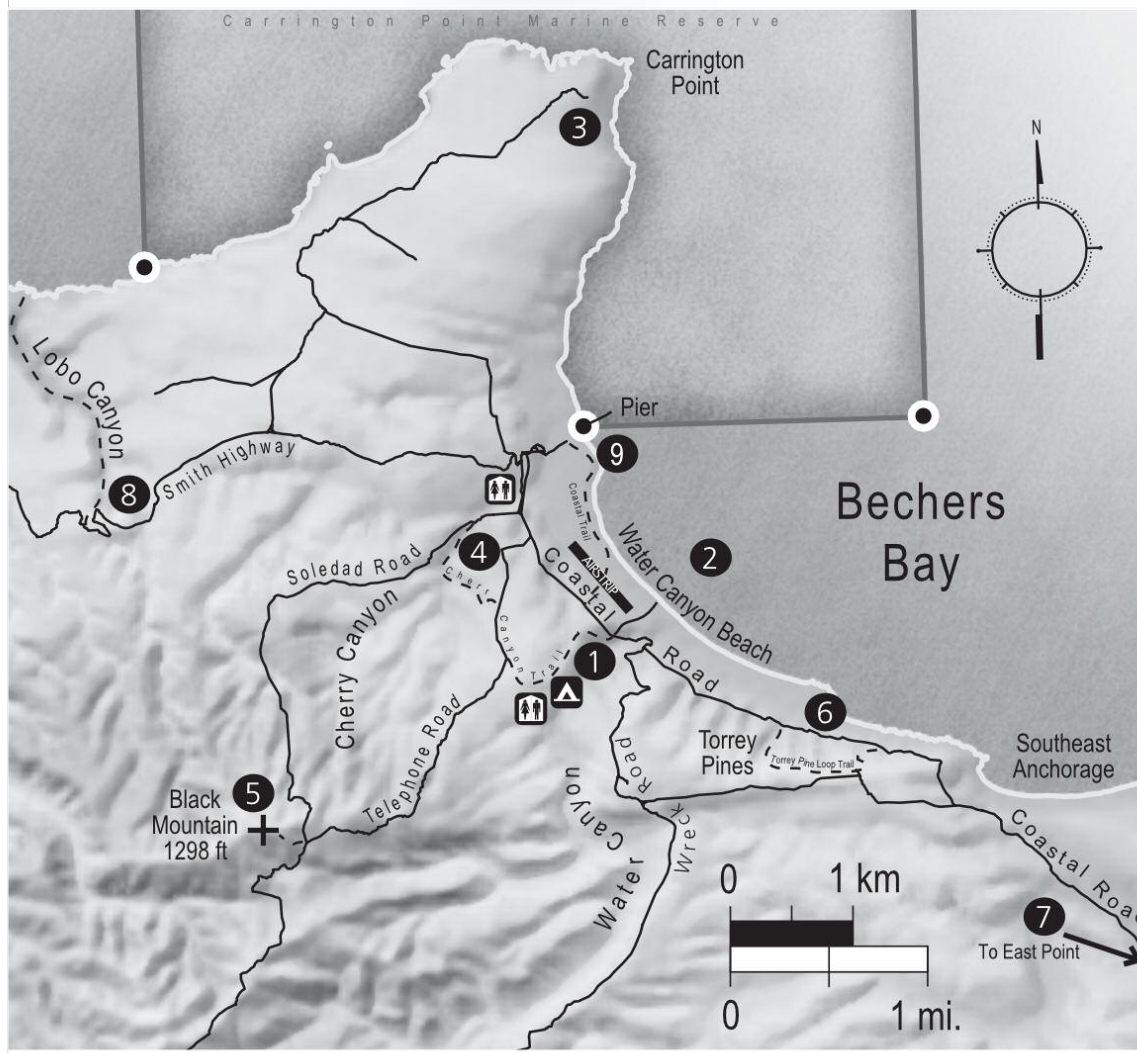 Carrington Point Marine Reserve
Carrington
Point
3
N
Pier
9
Lobo Canyon
Smith Highway
8
Bechers
Bay
2
Coastal Trail
Water Canyon Beach
AIRSTRIP
Soledad Road
4
Cherry
Canyon Trail
Coastal
Road
1
Cherry Canyon
6
Torrey
Pines
Torrey Pine Loop Trail
Southeast
Anchorage
Telephone Road
5
Black
Mountain
1298 ft
Water Canyon
Road
Wreck
Coastal Road
0 1 km
0 1 mi.
7
To East Point